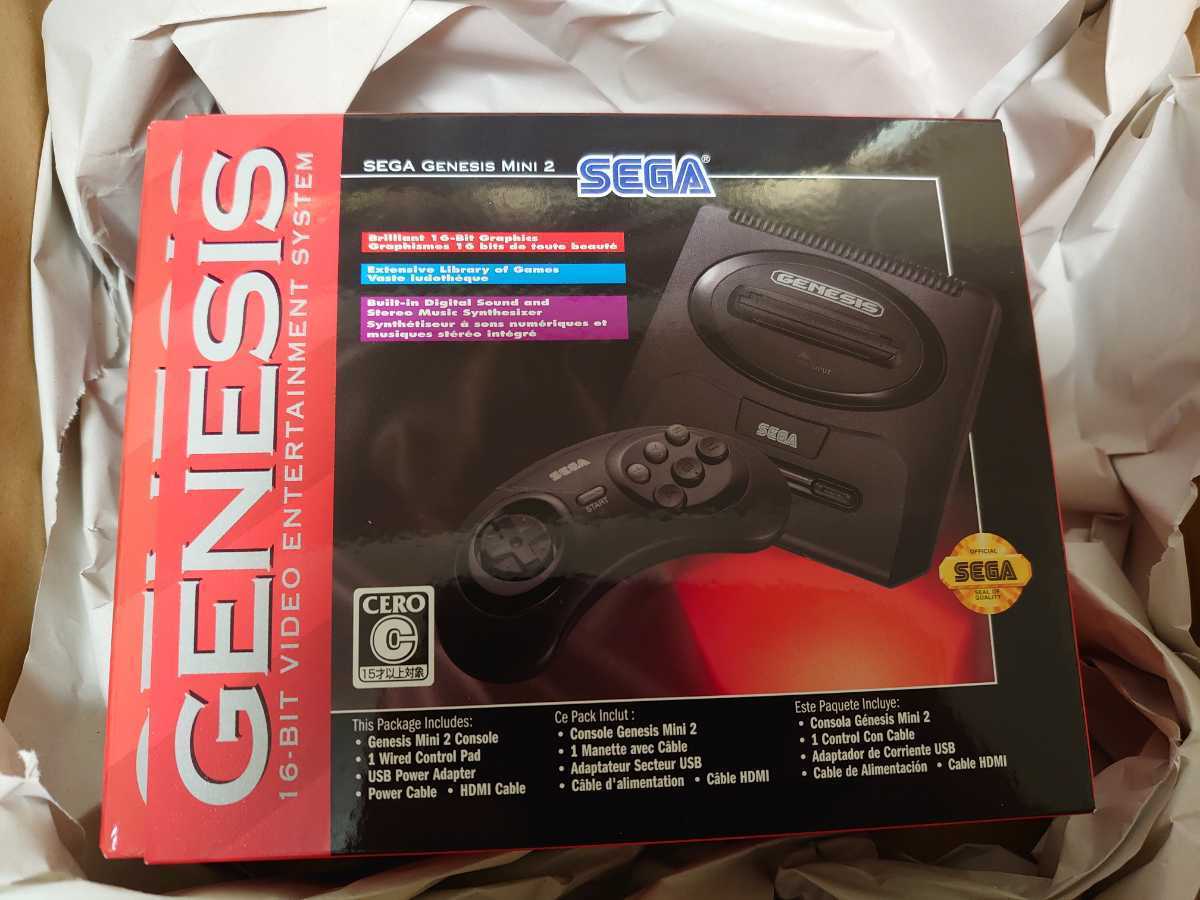 GENESIS
16-BIT VIDEO ENTERTAINMENT SYSTEM
SEGA GENESIS MINI 2
SEGA®
Brilliant 16-Bit Graphics
Graphismes 16 bits de toute beauté
Extensive Library of Games
Vaste ludothèque
Built-in Digital Sound and
Stereo Music Synthesizer
Synthétiseur à sons numériques et
musiques stéréo intégré
GENESIS
SEGA
SEGA
START
OFFICIAL
SEGA
SEAL OF
QUALITY
CERO
C
15才以上対象
This Package Includes:
• Genesis Mini 2 Console
• 1 Wired Control Pad
• USB Power Adapter
• Power Cable • HDMI Cable
Ce Pack Inclut :
• Console Genesis Mini 2
• 1 Manette avec Câble
• Adaptateur Secteur USB
• Câble d'alimentation • Câble HDMI
Este Paquete Incluye:
• Consola Génesis Mini 2
• 1 Control Con Cable
• Adaptador de Corriente USB
• Cable de Alimentación • Cable HDMI